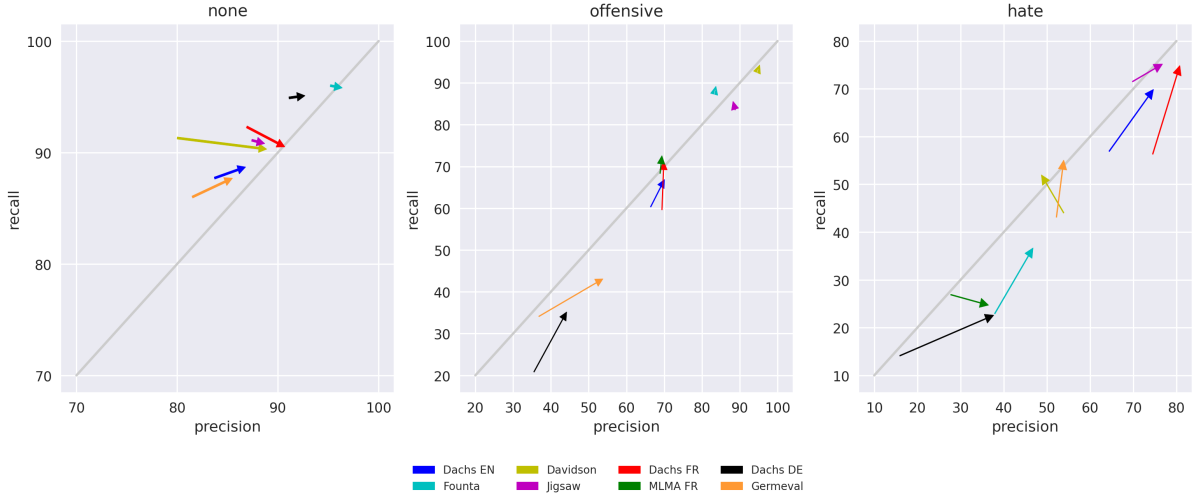 none offensive hate
100
90
80
70
recall
70 80 90 100
precision
100
90
80
70
60
50
40
30
20
recall
20 30 40 50 60 70 80 90 100
precision
80
70
60
50
40
30
20
10
recall
10 20 30 40 50 60 70 80
precision
Dachs EN Davidson Dachs FR Dachs DE
Founta Jigsaw MLMA FR Germeval